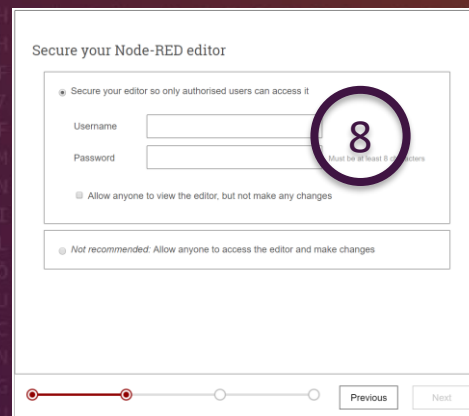 Secure your Node-RED editor
Secure your editor so only authorised users can access it
Username
Password
8
Must be at least 8 characters
Allow anyone to view the editor, but not make any changes
Not recommended: Allow anyone to access the editor and make changes
Previous
Next